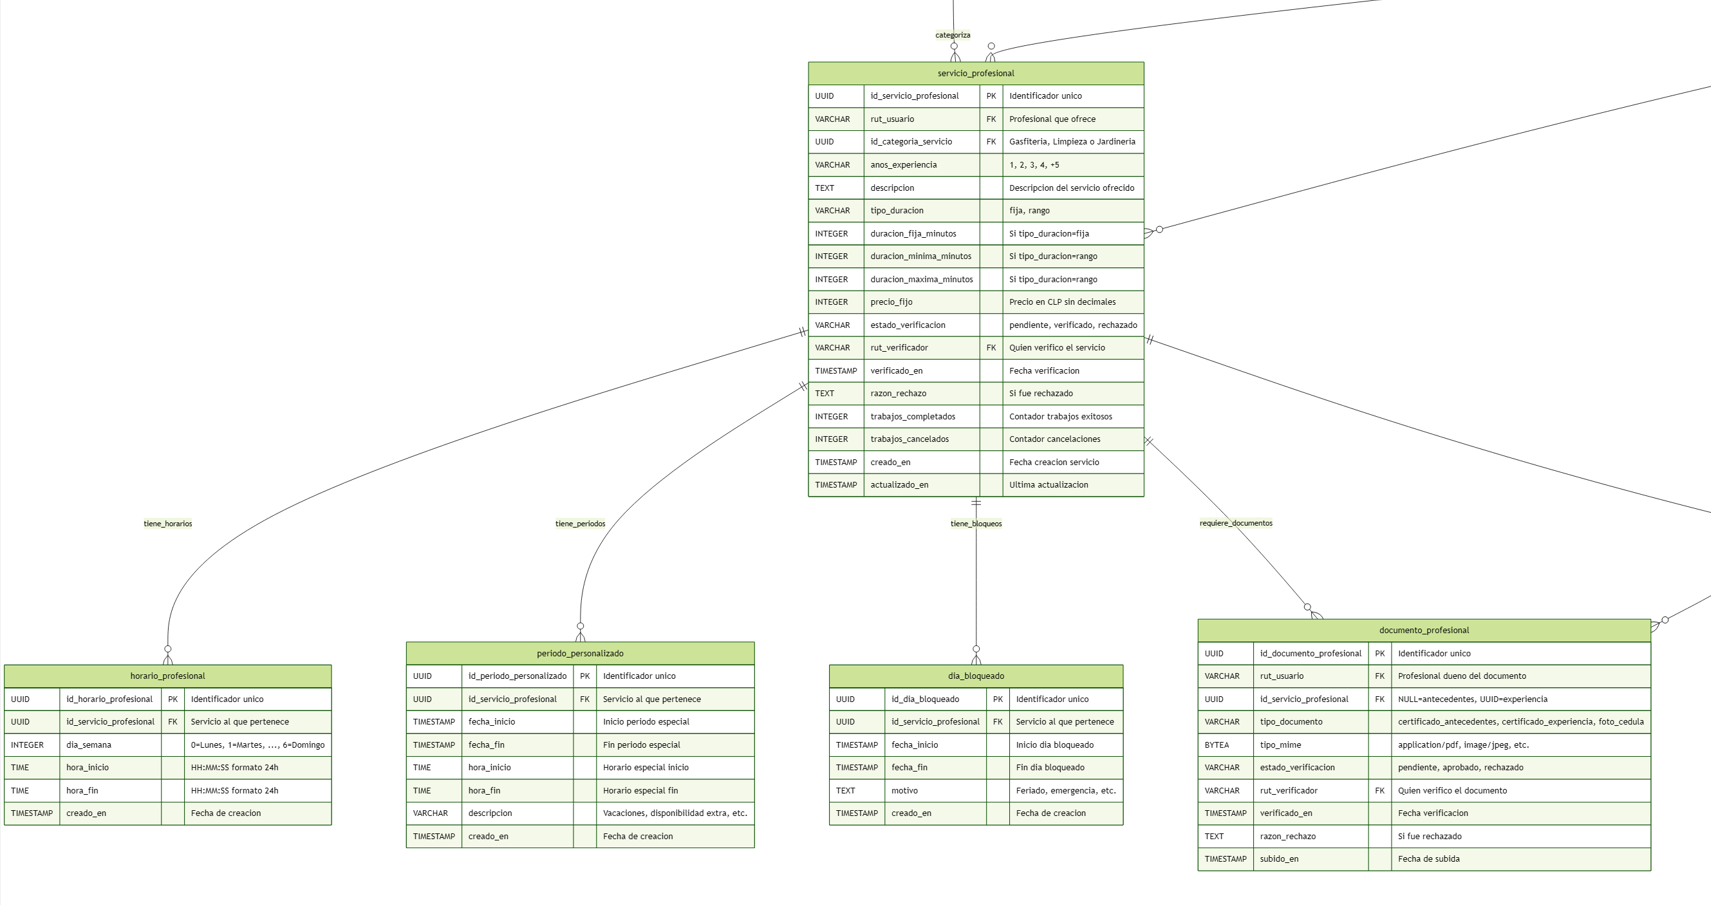 categoriza
servicio_profesional
UUID id_servicio_profesional PK Identificador unico
VARCHAR rut_usuario FK Profesional que ofrece
UUID id_categoria_servicio FK Gasfiteria, Limpieza o Jardineria
VARCHAR anos_experiencia 1, 2, 3, 4, +5
TEXT descripcion Descripcion del servicio ofrecido
VARCHAR tipo_duracion fija, rango
INTEGER duracion_fija_minutos Si tipo_duracion=fija
INTEGER duracion_minima_minutos Si tipo_duracion=rango
INTEGER duracion_maxima_minutos Si tipo_duracion=rango
INTEGER precio_fijo Precio en CLP sin decimales
VARCHAR estado_verificacion pendiente, verificado, rechazado
VARCHAR rut_verificador FK Quien verifico el servicio
TIMESTAMP verificado_en Fecha verificacion
TEXT razon_rechazo Si fue rechazado
INTEGER trabajos_completados Contador trabajos exitosos
INTEGER trabajos_cancelados Contador cancelaciones
TIMESTAMP creado_en Fecha creacion servicio
TIMESTAMP actualizado_en Ultima actualizacion
tiene_horarios
tiene_periodos
tiene_bloqueos
requiere_documentos
horario_profesional
UUID id_horario_profesional PK Identificador unico
UUID id_servicio_profesional FK Servicio al que pertenece
INTEGER dia_semana 0=Lunes, 1=Martes, ..., 6=Domingo
TIME hora_inicio HH:MM:SS formato 24h
TIME hora_fin HH:MM:SS formato 24h
TIMESTAMP creado_en Fecha de creacion
periodo_personalizado
UUID id_periodo_personalizado PK Identificador unico
UUID id_servicio_profesional FK Servicio al que pertenece
TIMESTAMP fecha_inicio Inicio periodo especial
TIMESTAMP fecha_fin Fin periodo especial
TIME hora_inicio Horario especial inicio
TIME hora_fin Horario especial fin
VARCHAR descripcion Vacaciones, disponibilidad extra, etc.
TIMESTAMP creado_en Fecha de creacion
dia_bloqueado
UUID id_dia_bloqueado PK Identificador unico
UUID id_servicio_profesional FK Servicio al que pertenece
TIMESTAMP fecha_inicio Inicio dia bloqueado
TIMESTAMP fecha_fin Fin dia bloqueado
TEXT motivo Feriado, emergencia, etc.
TIMESTAMP creado_en Fecha de creacion
documento_profesional
UUID id_documento_profesional PK Identificador unico
VARCHAR rut_usuario FK Profesional dueno del documento
UUID id_servicio_profesional FK NULL=antecedentes, UUID=experiencia
VARCHAR tipo_documento certificado_antecedentes, certificado_experiencia, foto_cedula
BYTEA tipo_mime application/pdf, image/jpeg, etc.
VARCHAR estado_verificacion pendiente, aprobado, rechazado
VARCHAR rut_verificador FK Quien verifico el documento
TIMESTAMP verificado_en Fecha verificacion
TEXT razon_rechazo Si fue rechazado
TIMESTAMP subido_en Fecha de subida